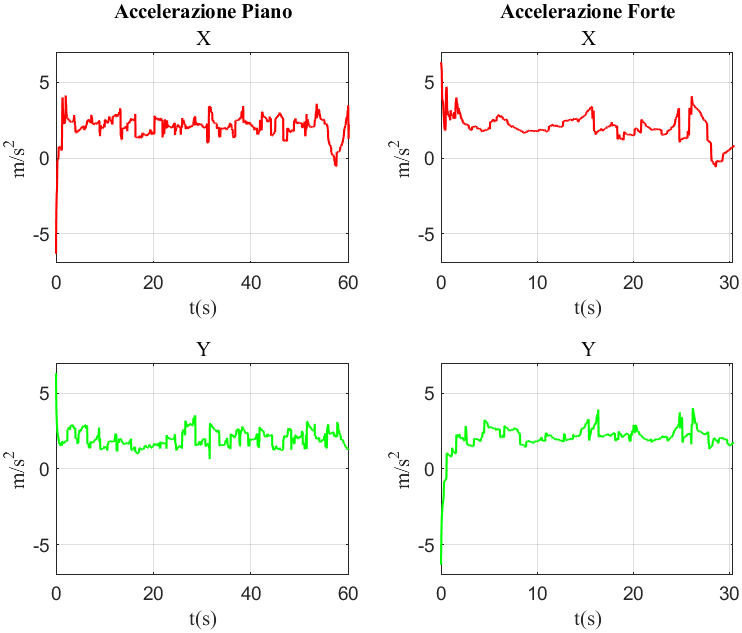 Accelerazione Piano
X
5
0
-5
m/s²
0 20 40 60
t(s)
Accelerazione Forte
X
5
0
-5
m/s²
0 10 20 30
t(s)
Y
5
0
-5
m/s²
0 20 40 60
t(s)
Y
5
0
-5
m/s²
0 10 20 30
t(s)